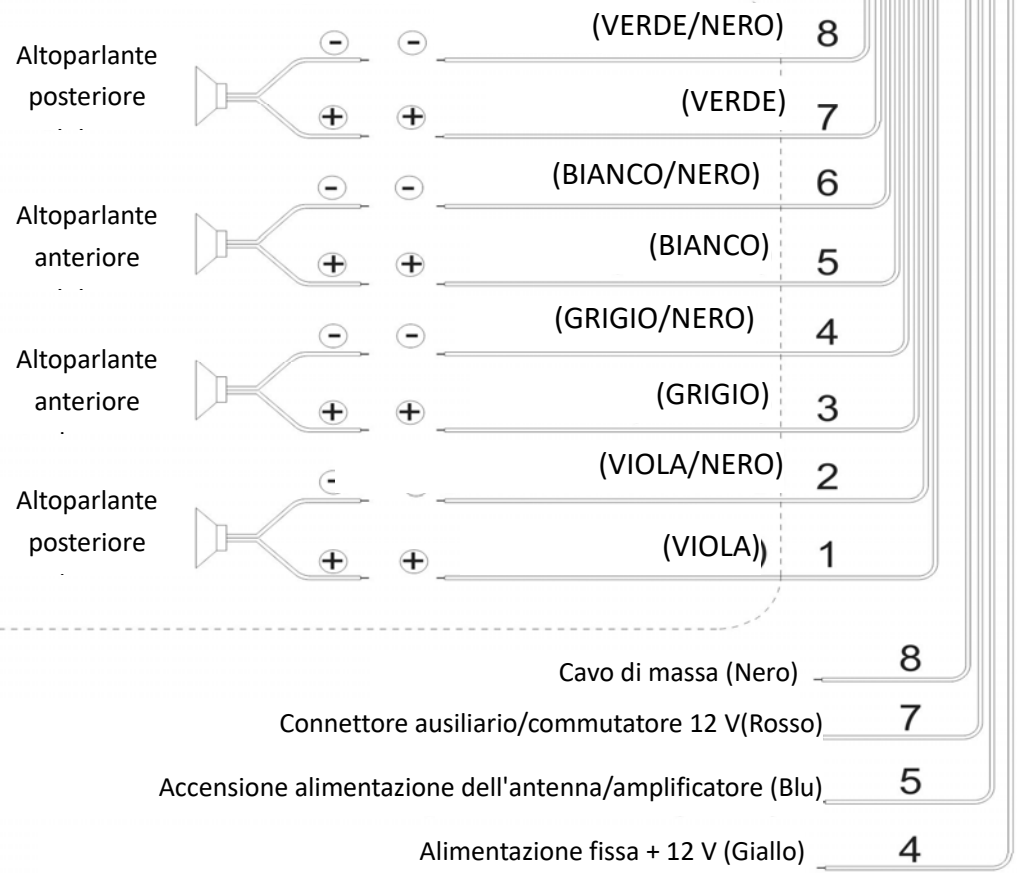 (VERDE/NERO) 8
Altoparlante
posteriore
(VERDE) 7
(BIANCO/NERO) 6
Altoparlante
anteriore
(BIANCO) 5
(GRIGIO/NERO) 4
Altoparlante
anteriore
(GRIGIO) 3
(VIOLA/NERO) 2
Altoparlante
posteriore
(VIOLA) 1
Cavo di massa (Nero) 8
Connettore ausiliario/commutatore 12 V(Rosso) 7
Accensione alimentazione dell'antenna/amplificatore (Blu) 5
Alimentazione fissa + 12 V (Giallo) 4